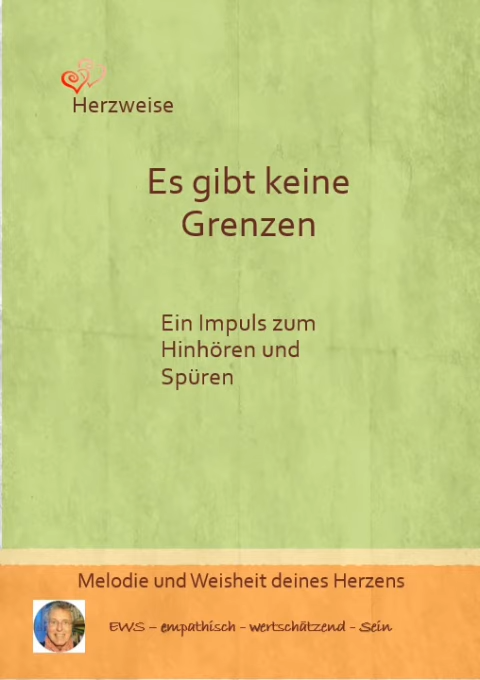 Herzweise
Es gibt keine
Grenzen
Ein Impuls zum
Hinhören und
Spüren
Melodie und Weisheit deines Herzens
EWS – empathisch - wertschätzend - Sein